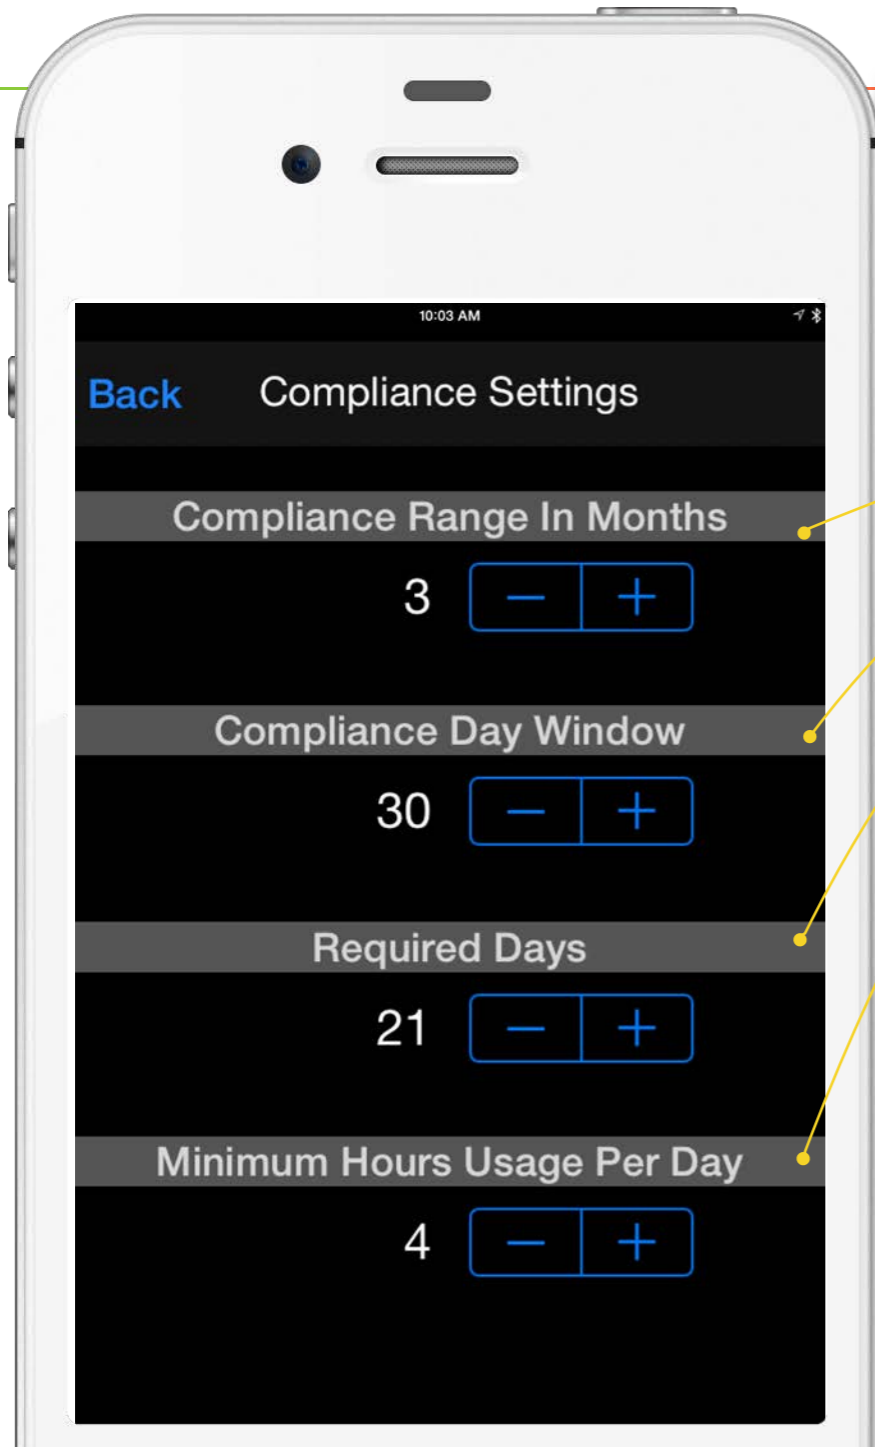 10:03 AM
Back Compliance Settings
Compliance Range In Months
3 − +
Compliance Day Window
30 − +
Required Days
21 − +
Minimum Hours Usage Per Day
4 − +